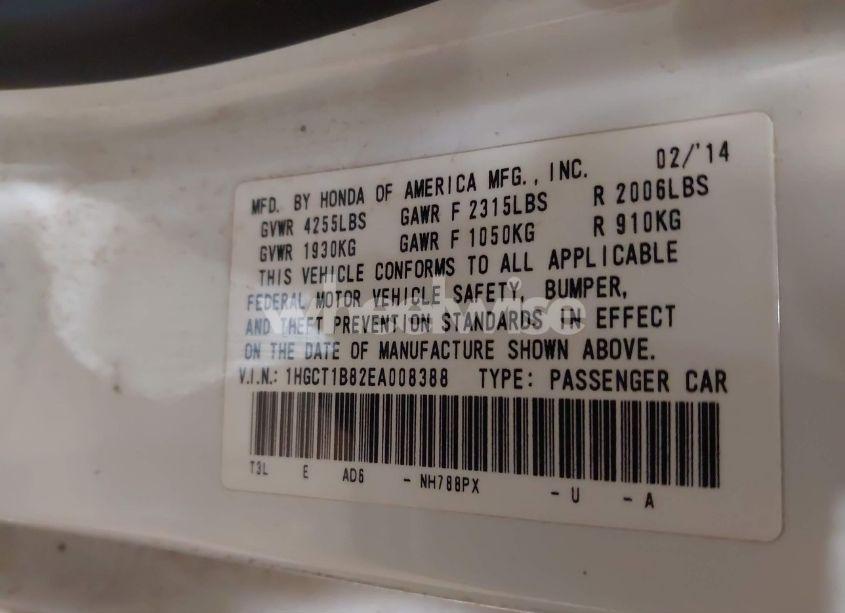 02/'14
MFD. BY HONDA OF AMERICA MFG., INC.
GVWR 4255LBS GAWR F 2315LBS R 2006LBS
GVWR 1930KG GAWR F 1050KG R 910KG
THIS VEHICLE CONFORMS TO ALL APPLICABLE
FEDERAL MOTOR VEHICLE SAFETY, BUMPER,
AND THEFT PREVENTION STANDARDS IN EFFECT
ON THE DATE OF MANUFACTURE SHOWN ABOVE.
V.I.N.: 1HGCT1B82EA008388 TYPE: PASSENGER CAR
T3L E AD6 - NH788PX - U - A
wheelwise